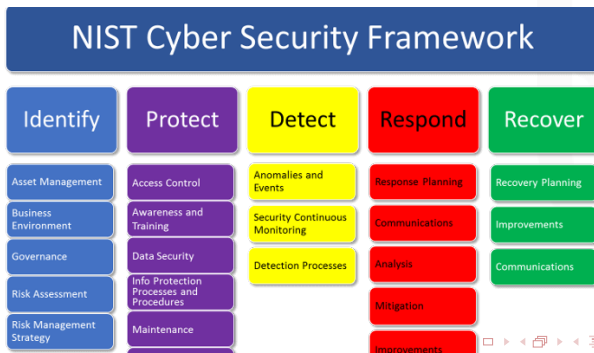 NIST Cyber Security Framework
Identify
Protect
Detect
Respond
Recover
Asset Management
Business
Environment
Governance
Risk Assessment
Risk Management
Strategy
Access Control
Awareness and
Training
Data Security
Info Protection
Processes and
Procedures
Maintenance
Anomalies and
Events
Security Continuous
Monitoring
Detection Processes
Response Planning
Communications
Analysis
Mitigation
Improvements
Recovery Planning
Improvements
Communications